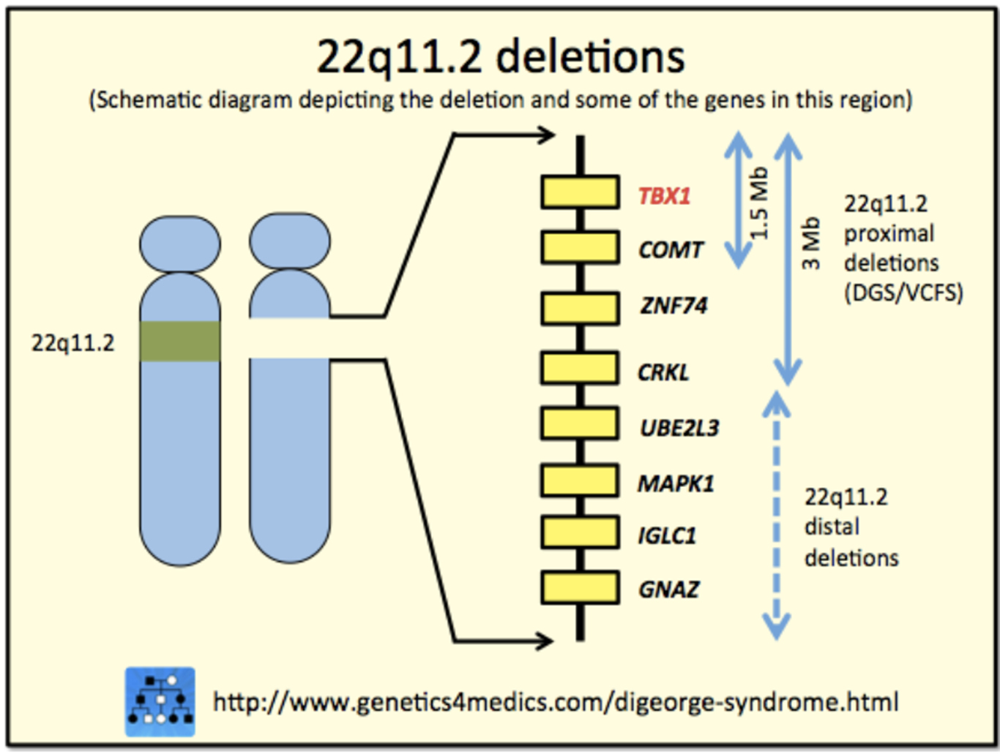 22q11.2 deletions
(Schematic diagram depicting the deletion and some of the genes in this region)
22q11.2
TBX1
COMT
ZNF74
CRKL
UBE2L3
MAPK1
IGLC1
GNAZ
1.5 Mb
3 Mb
22q11.2
proximal
deletions
(DGS/VCFS)
22q11.2
distal
deletions
http://www.genetics4medics.com/digeorge-syndrome.html